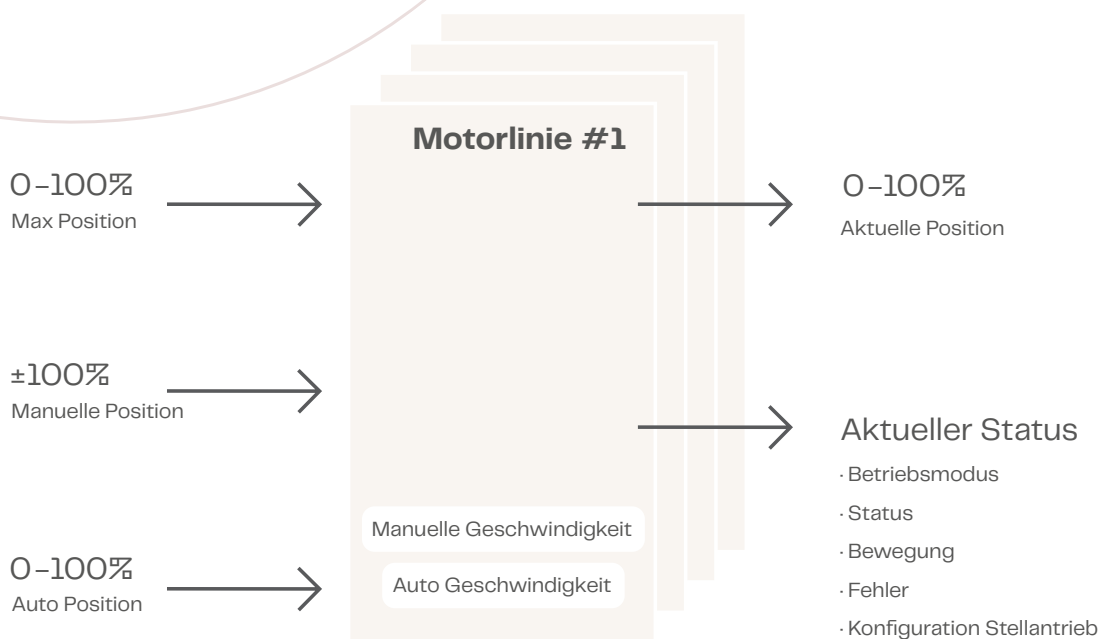 Motorlinie #1
0-100%
Max Position
±100%
Manuelle Position
0-100%
Auto Position
Manuelle Geschwindigkeit
Auto Geschwindigkeit
0-100%
Aktuelle Position
Aktueller Status
· Betriebsmodus
· Status
· Bewegung
· Fehler
· Konfiguration Stellantrieb